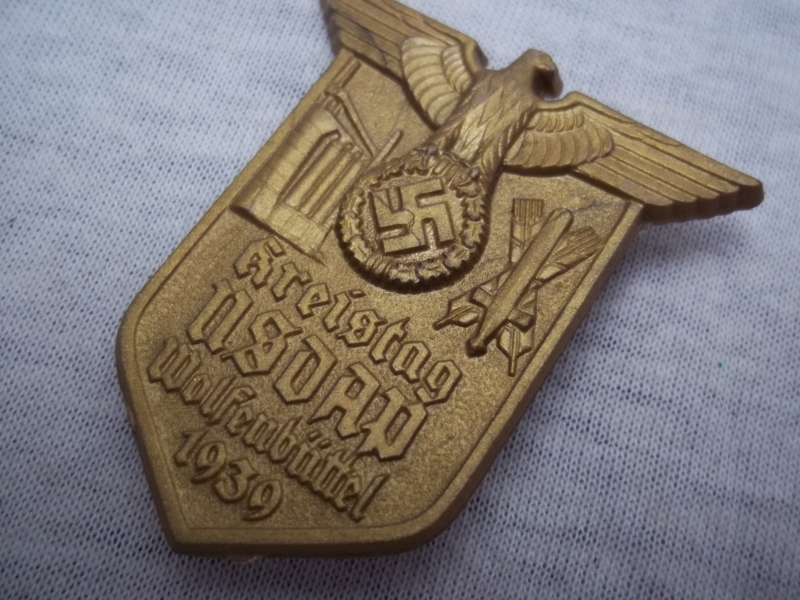 Kreistag
NSDAP
Wolfenbüttel
1939